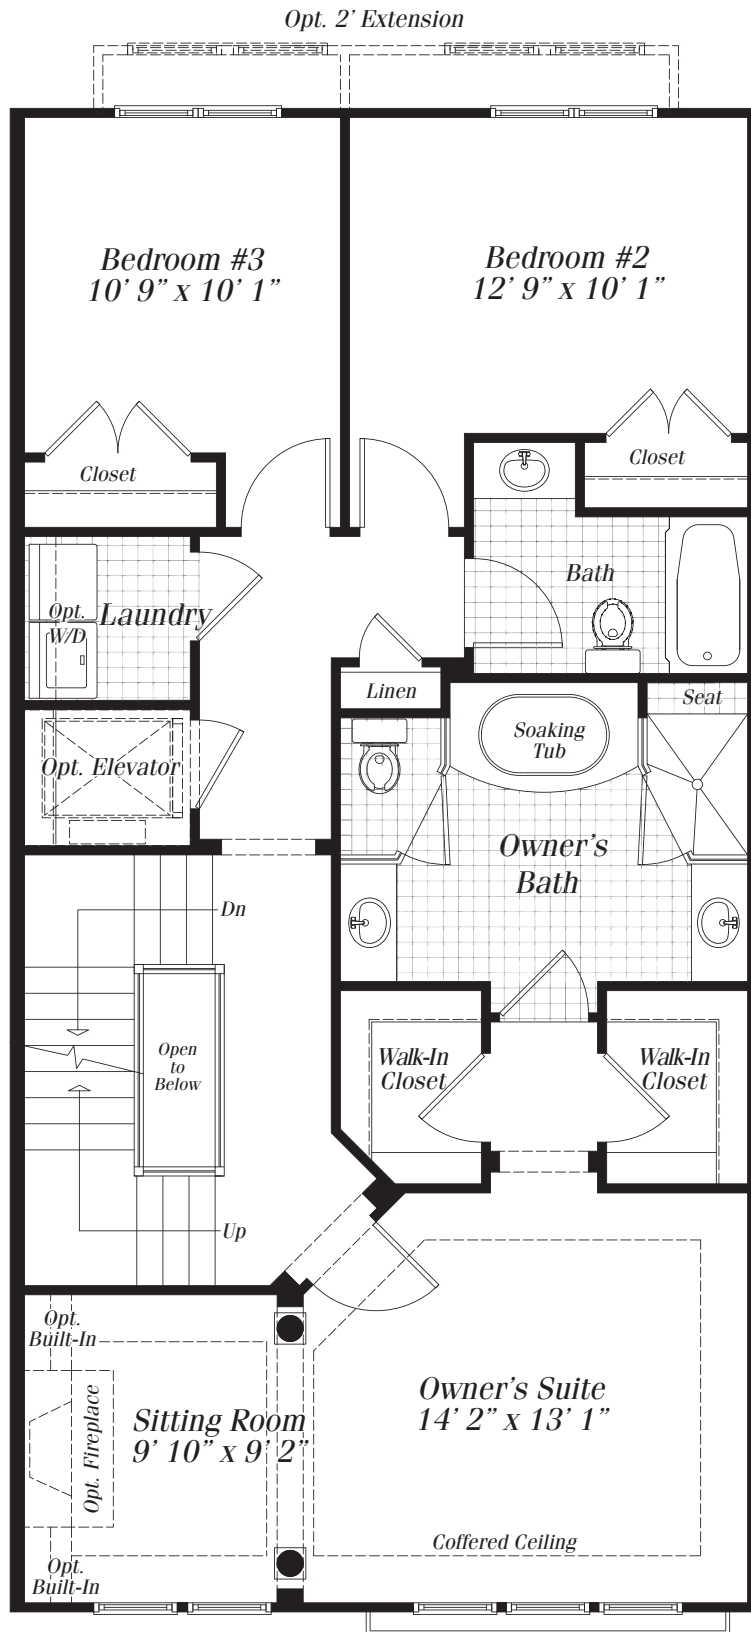 Opt. 2’ Extension
Bedroom #3
10’ 9” x 10’ 1”
Bedroom #2
12’ 9” x 10’ 1”
Closet
Closet
Bath
Opt.
W/D
Laundry
Linen
Seat
Soaking
Tub
Opt. Elevator
Owner's
Bath
Dn
Open
to
Below
Walk-In
Closet
Walk-In
Closet
Up
Opt.
Built-In
Opt. Fireplace
Sitting Room
9’ 10” x 9’ 2”
Owner's Suite
14’ 2” x 13’ 1”
Coffered Ceiling
Opt.
Built-In